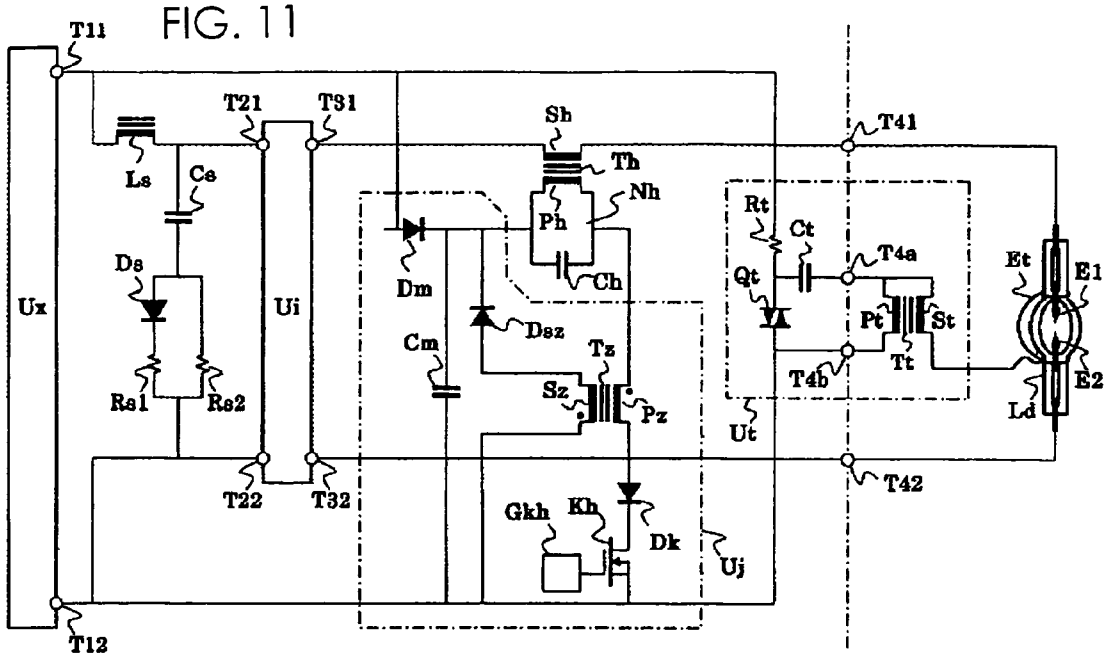 FIG. 11
T11
T21
T31
Sh
T41
Ls
Cs
Th
Nh
Ph
Rt
Ct
T4a
Et
E1
Ds
Dm
Ch
Qt
Ux
Ui
Dsz
Pt
St
Cm
Tz
Tt
T4b
E2
Rs1
Rs2
Sz
Pz
Ut
Ld
T22
T32
T42
Gkh
Kh
Dk
Uj
T12